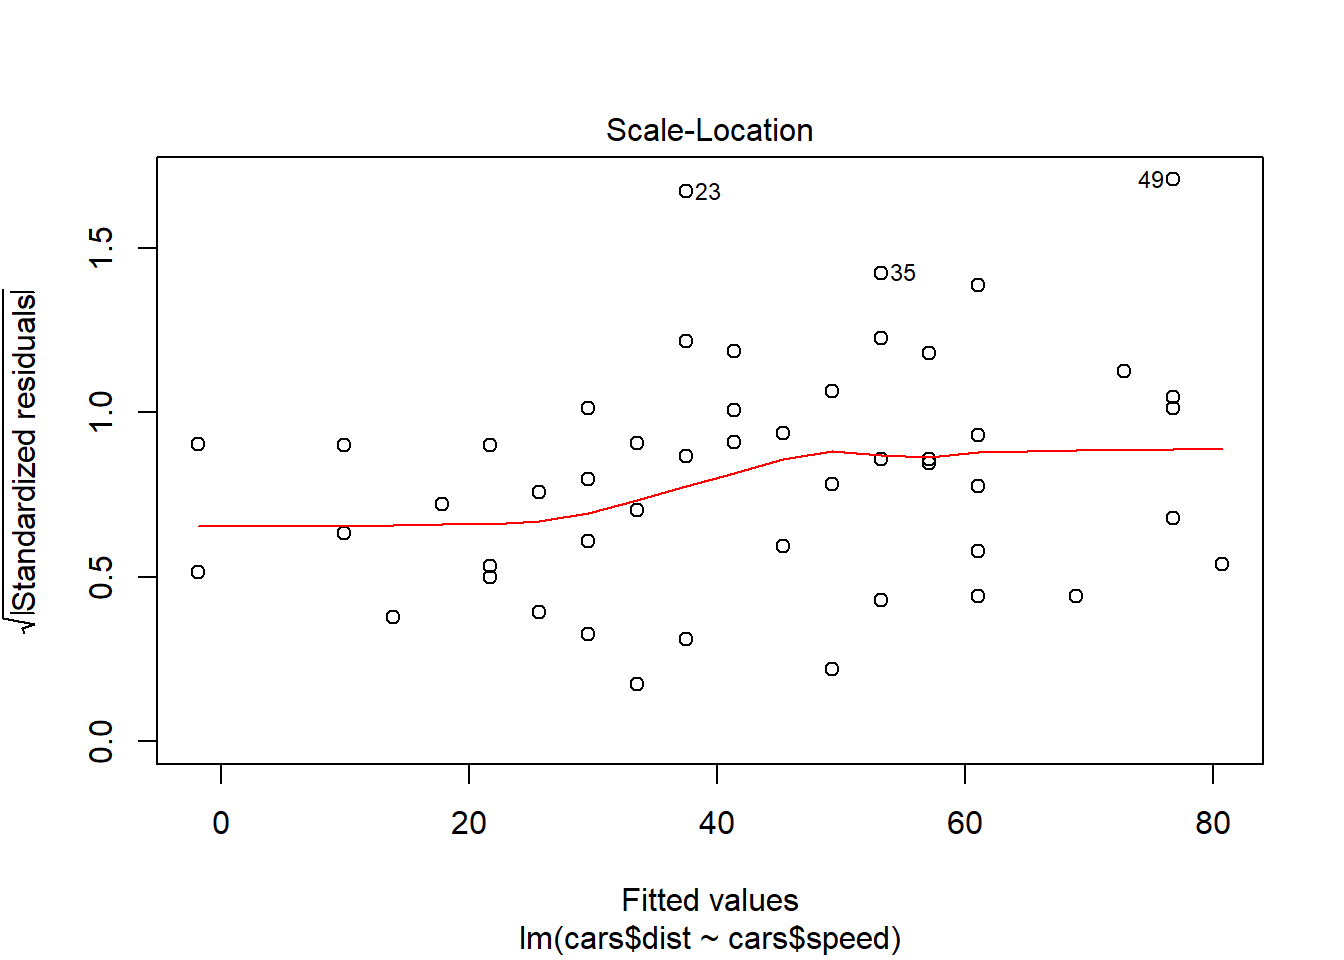 Scale-Location
√|Standardized residuals|
1.5
1.0
0.5
0.0
23
49
35
0 20 40 60 80
Fitted values
lm(cars$dist ~ cars$speed)